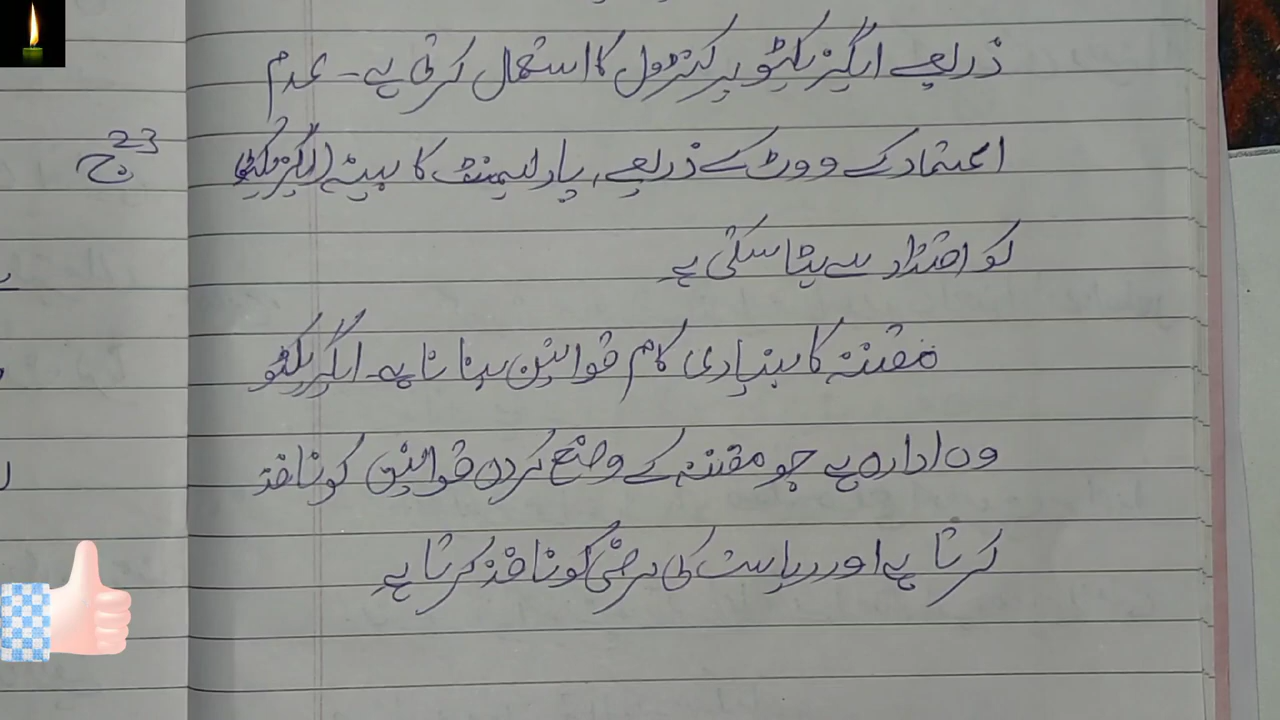 ذریعے ایگزیکٹو پر کنٹرول کا استعمال کرتی ہے۔ عدم
اعتماد کے ووٹ کے ذریعے، پارلیمنٹ کابینہ (ایگزیکٹو
کو اقتدار سے ہٹا سکتی ہے
مقننہ کا بنیادی کام قوانین بنانا ہے۔ ایگزیکٹو
وہ ادارہ ہے جو مقننہ کے وضع کردہ قوانین کو نافذ
کرتا ہے اور ریاست کی مرضی کو نافذ کرتا ہے
23
ج